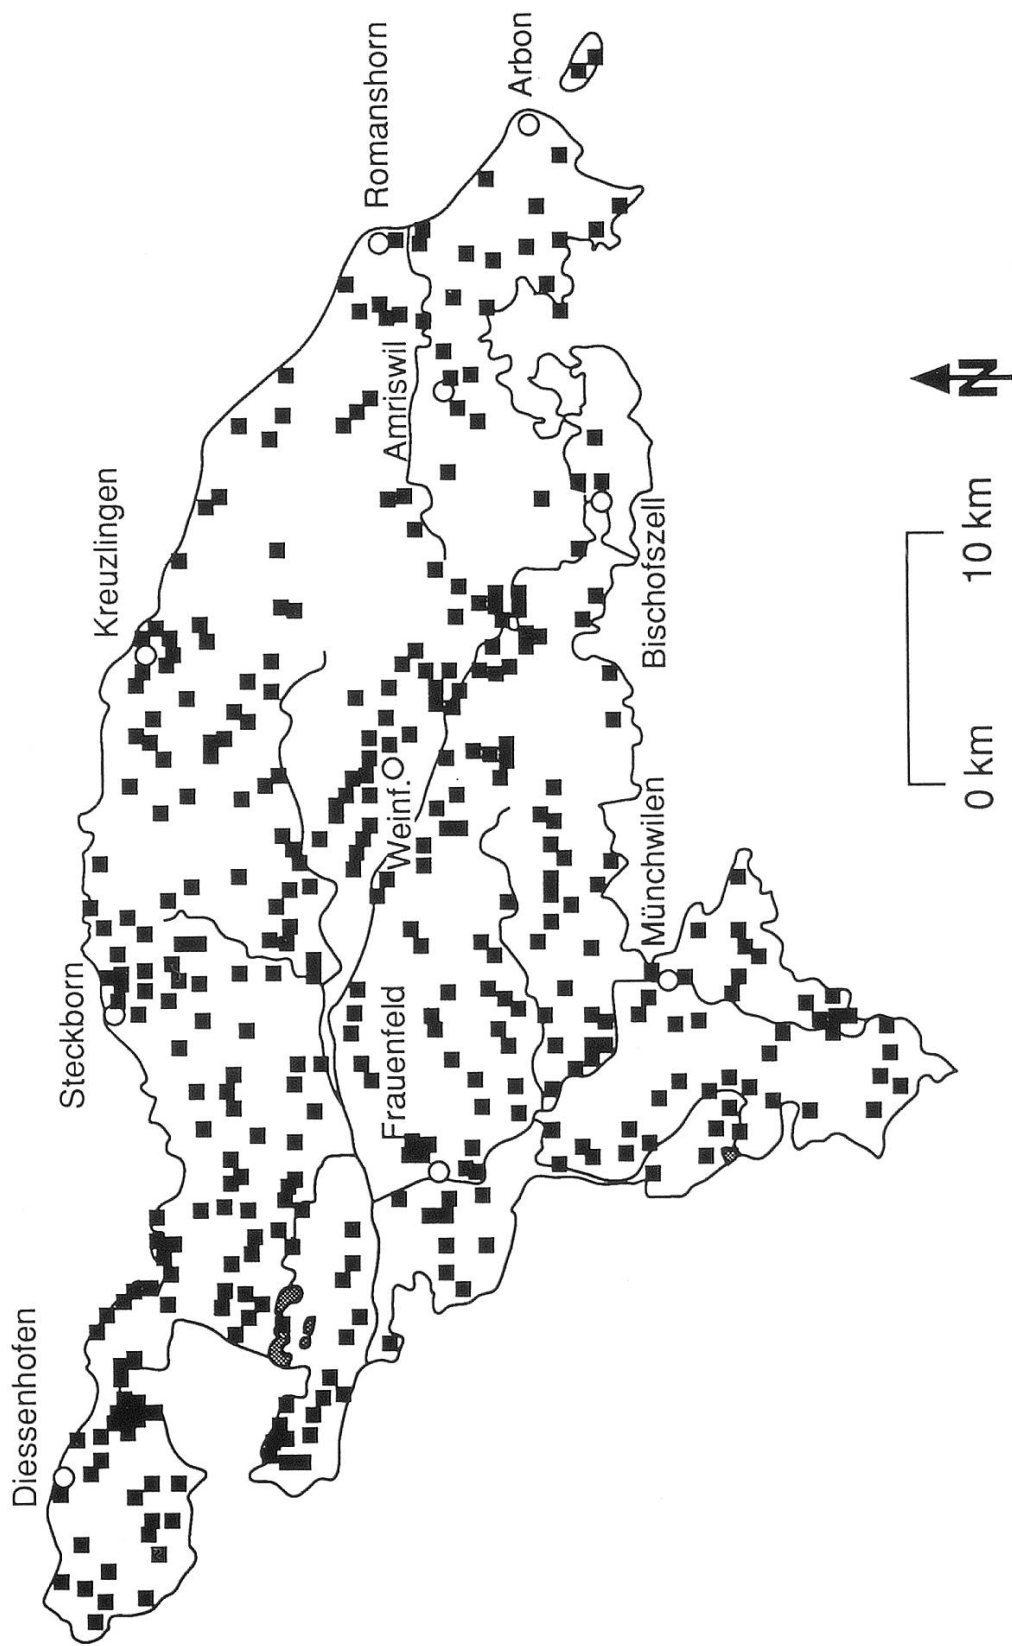 Diessenhofen
Steckborn
Kreuzlingen
Romanshorn
Arbon
Amriswil
Weinf.
Frauenfeld
Bischofszell
Münchwilen
0 km
10 km
N